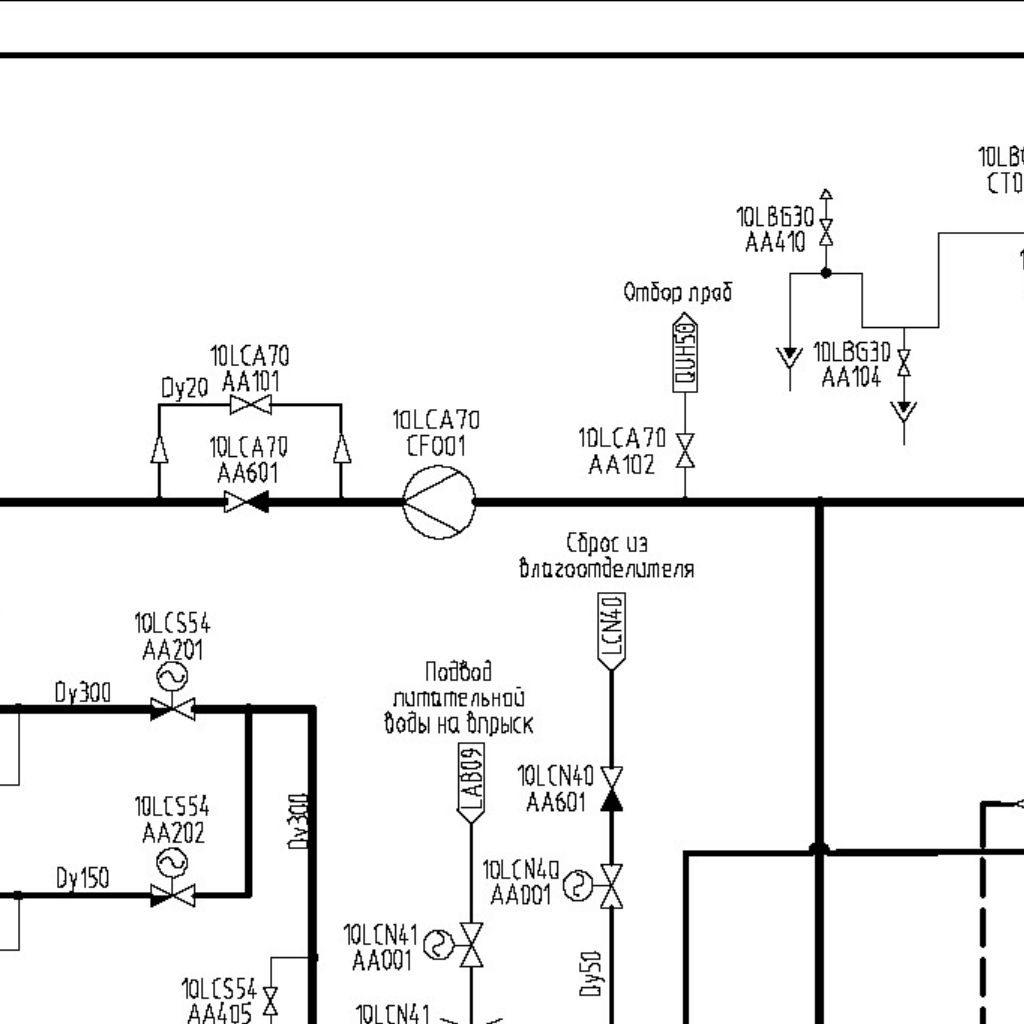 10LBG30
AA410
Отбор проб
QUH50
10LBG30
AA104
10LCA70
AA101
Dy20
10LCA70
CF001
10LCA70
AA601
10LCA70
AA102
Сброс из
влагоотделителя
LCN40
10LCS54
AA201
Dy300
Подвод
питательной
воды на впрыск
LAB09
10LCN40
AA601
10LCS54
AA202
Dy300
Dy150
10LCN40
AA001
10LCN41
AA001
Dy50
10LCS54
AA405
10LCN41